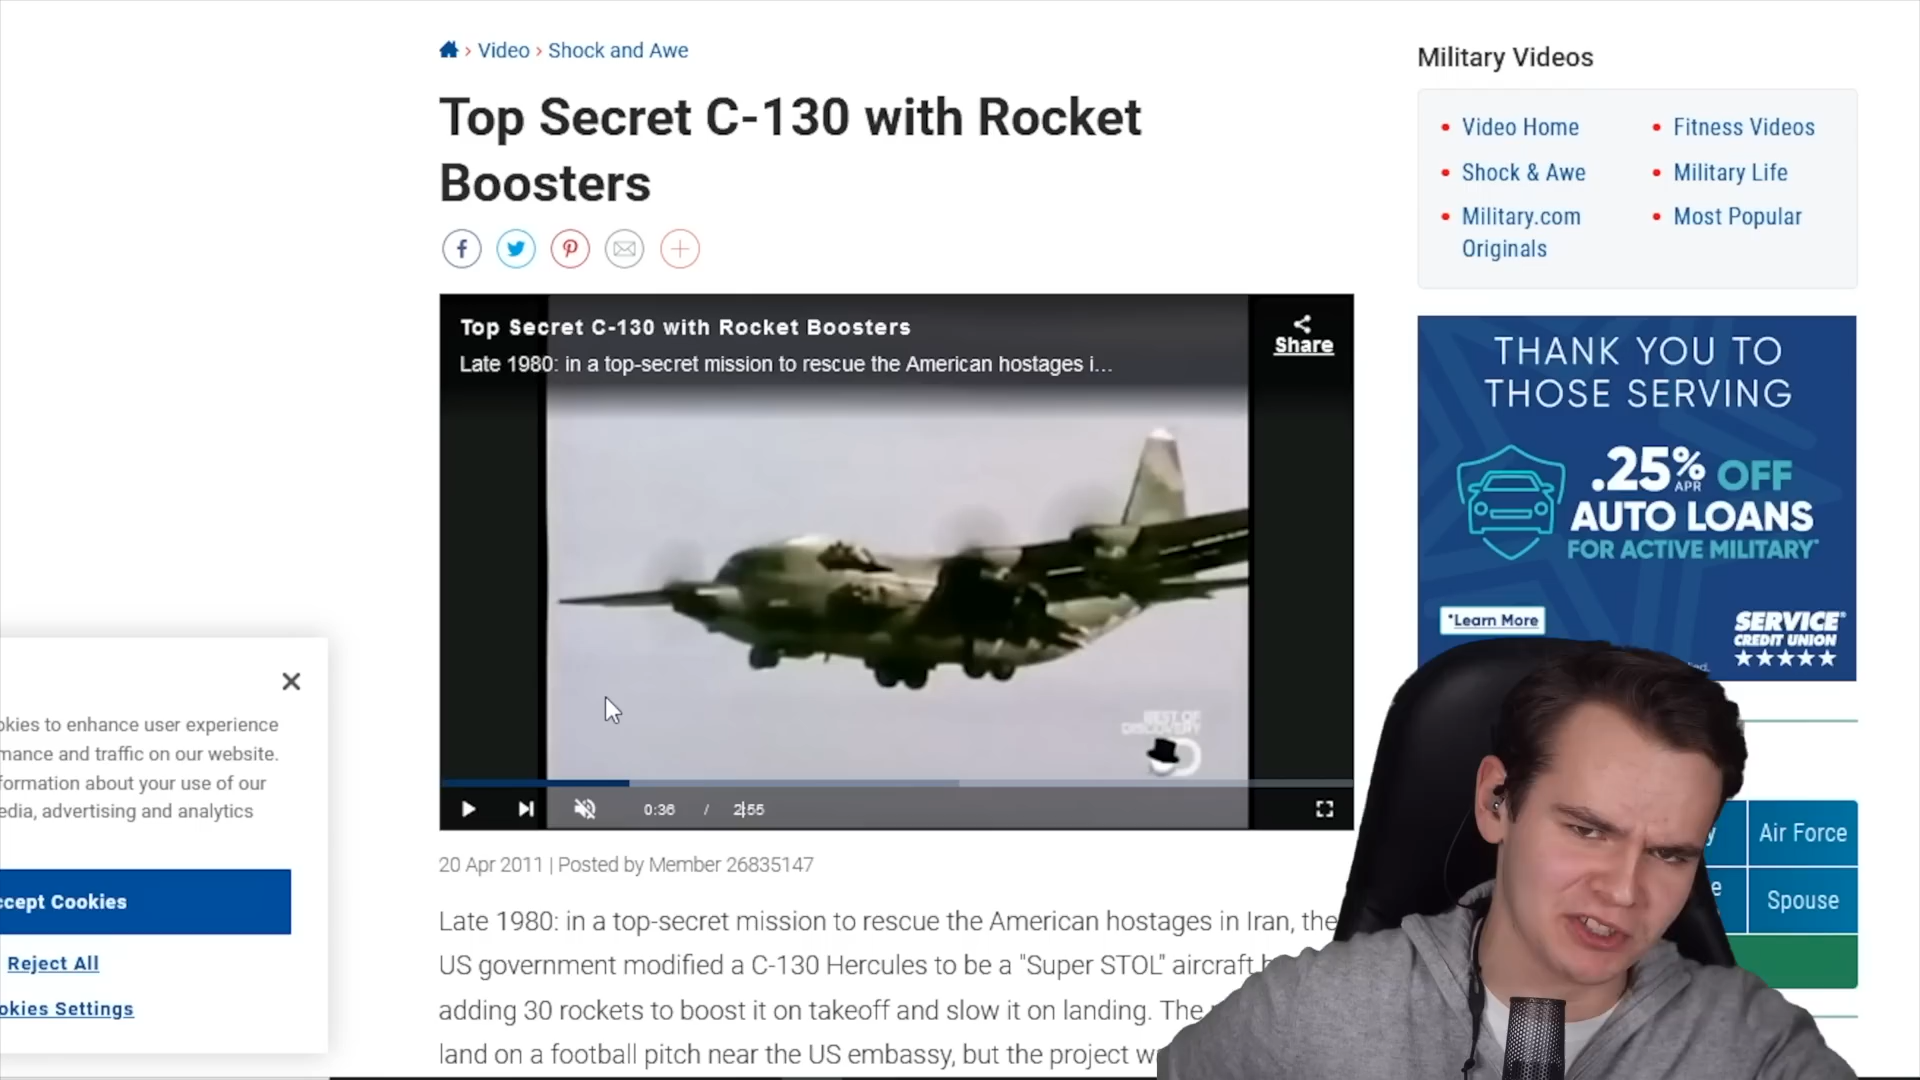 › Video › Shock and Awe
Top Secret C-130 with Rocket
Boosters
Top Secret C-130 with Rocket Boosters
Late 1980: in a top-secret mission to rescue the American hostages i...
Share
BEST OF
DISCOVERY
0:36 / 2:55
20 Apr 2011 | Posted by Member 26835147
Late 1980: in a top-secret mission to rescue the American hostages in Iran, the
US government modified a C-130 Hercules to be a "Super STOL" aircraft
adding 30 rockets to boost it on takeoff and slow it on landing. The
land on a football pitch near the US embassy, but the project
Military Videos
Video Home
Shock & Awe
Military.com
Originals
Fitness Videos
Military Life
Most Popular
THANK YOU TO
THOSE SERVING
.25% OFF
APR
AUTO LOANS
FOR ACTIVE MILITARY*
*Learn More
SERVICE
CREDIT UNION
Air Force
Spouse
okies to enhance user experience
mance and traffic on our website.
formation about your use of our
edia, advertising and analytics
ccept Cookies
Reject All
okies Settings